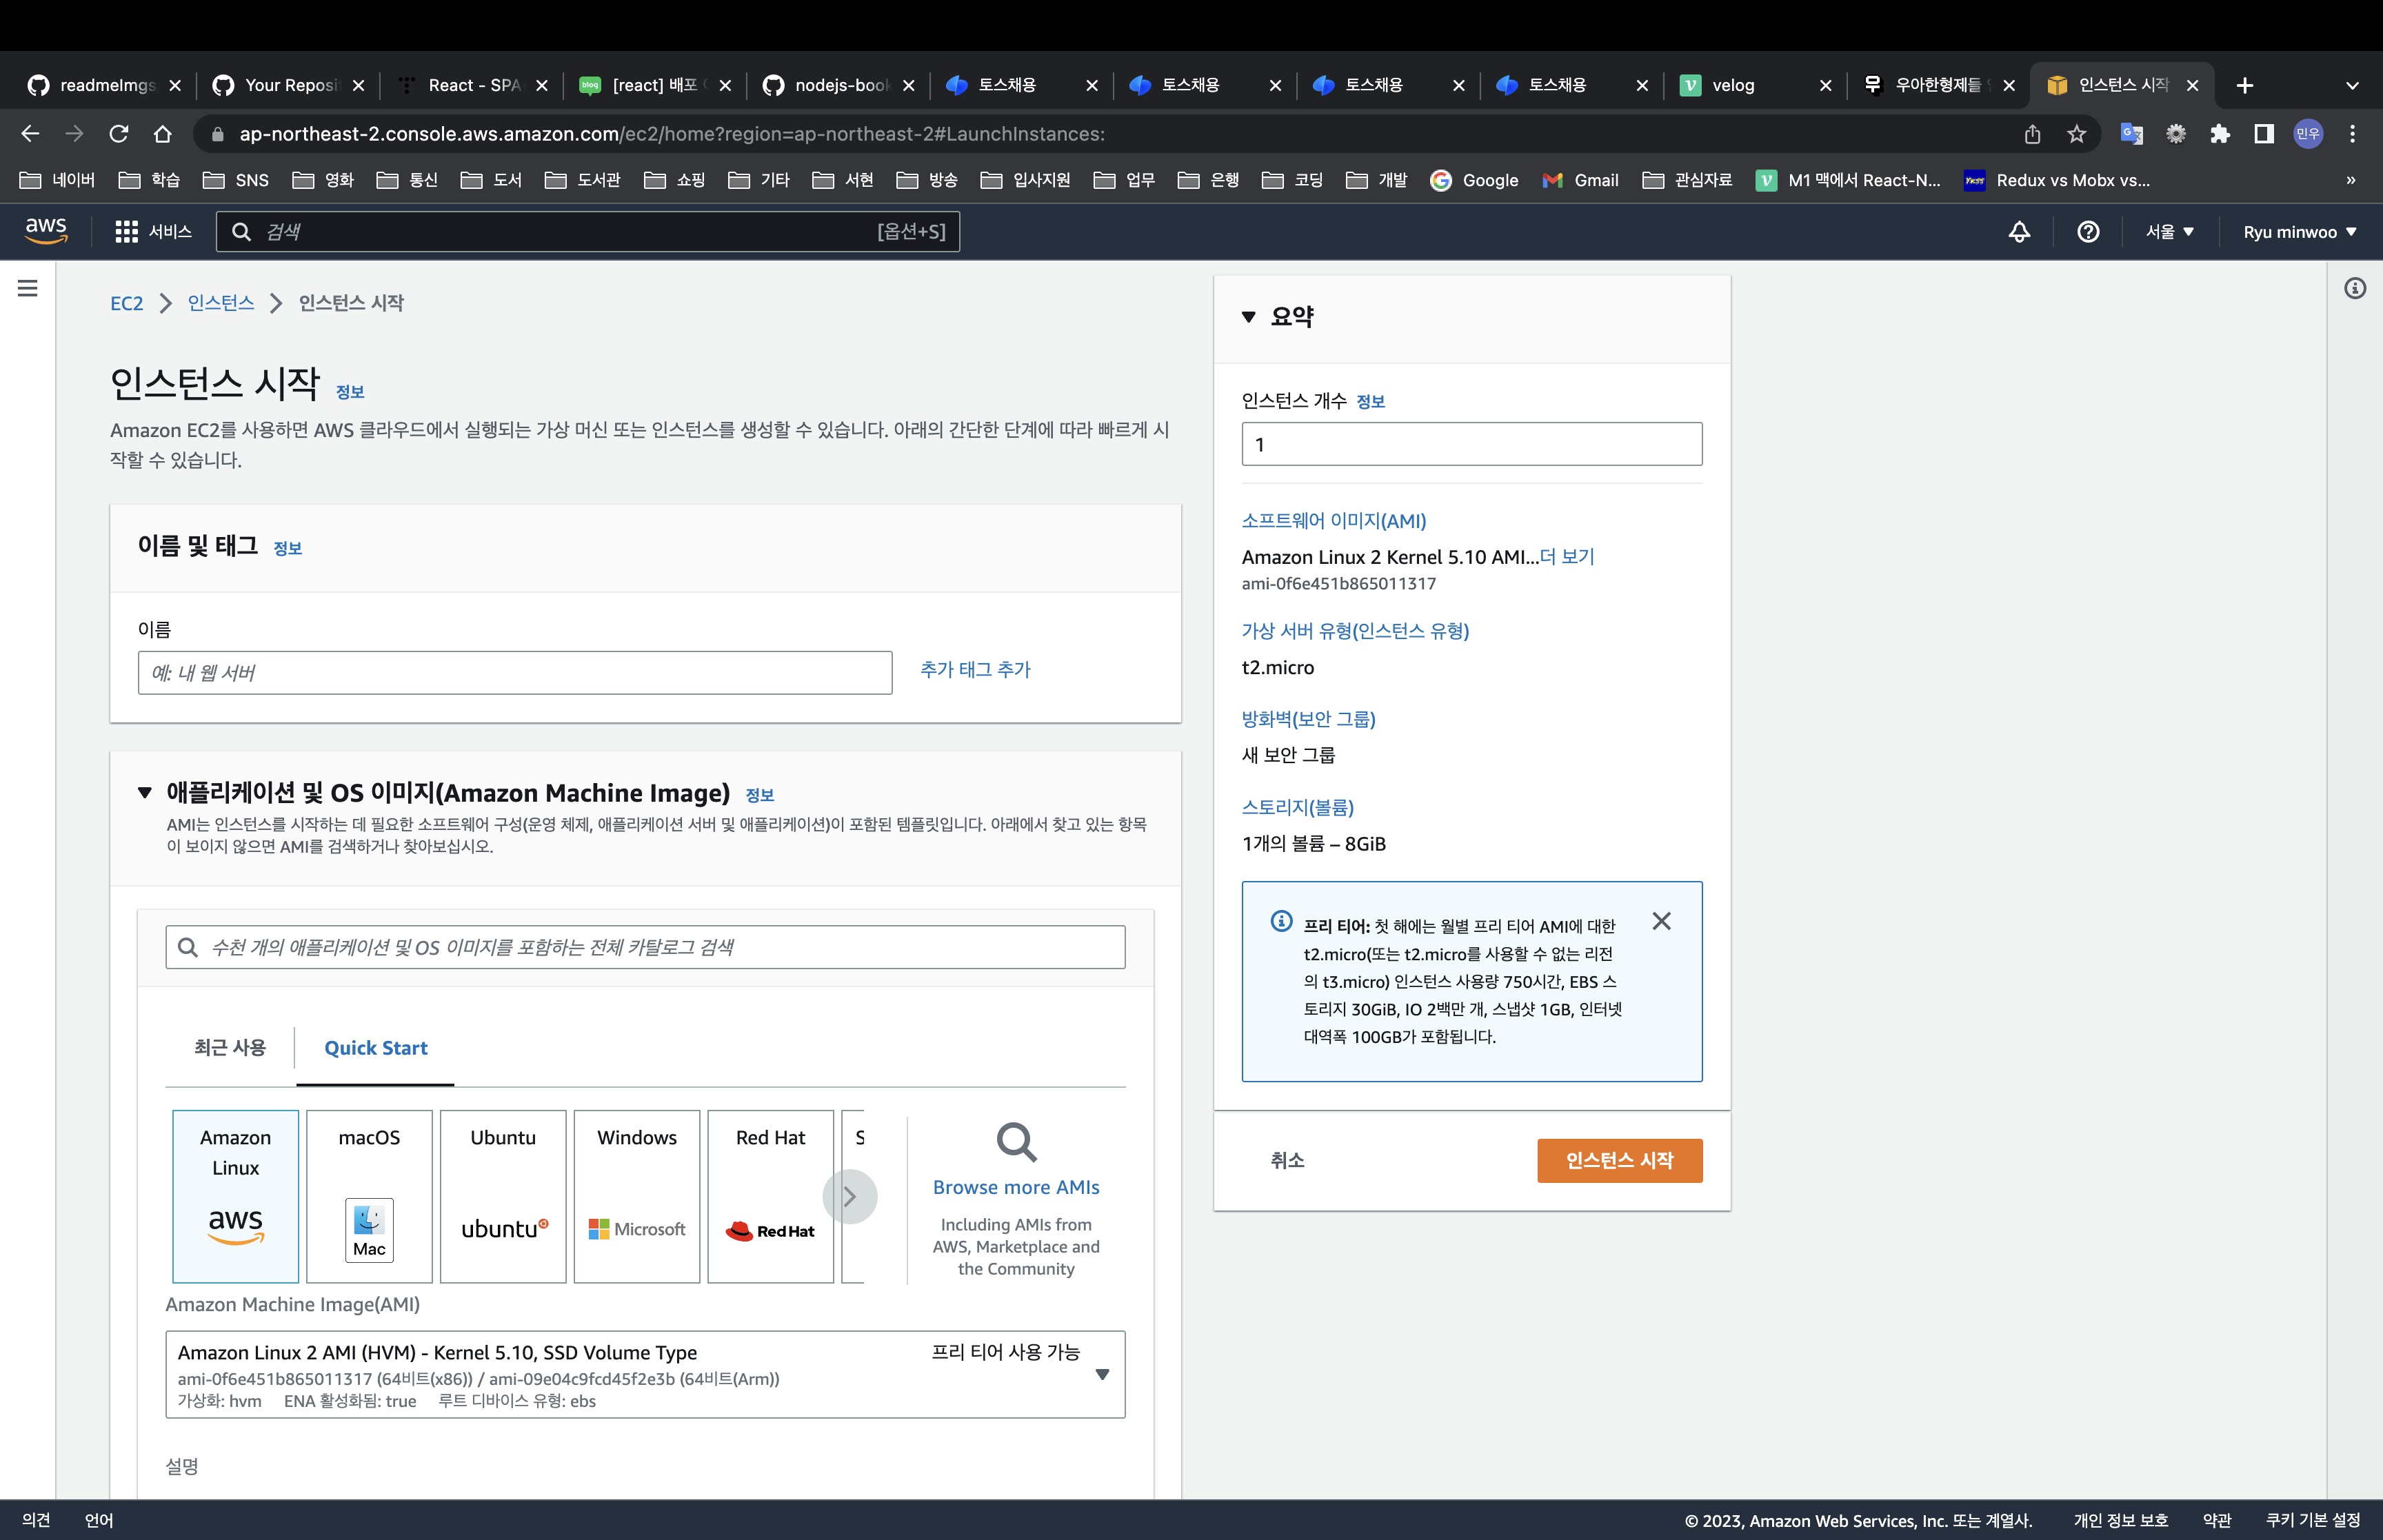 readmeImgs
Your Reposi
React - SPA
[react] 배포
nodejs-book
토스채용
토스채용
토스채용
토스채용
velog
우아한형제들
인스턴스 시작
ap-northeast-2.console.aws.amazon.com/ec2/home?region=ap-northeast-2#LaunchInstances:
민우
네이버 학습 SNS 영화 통신 도서 도서관 쇼핑 기타 서현 방송 입사지원 업무 은행 코딩 개발 Google Gmail 관심자료 M1 맥에서 React-N... Redux vs Mobx vs... »
aws 서비스 검색 [옵션+S] 서울 Ryu minwoo
EC2 인스턴스 인스턴스 시작
인스턴스 시작 정보
Amazon EC2를 사용하면 AWS 클라우드에서 실행되는 가상 머신 또는 인스턴스를 생성할 수 있습니다. 아래의 간단한 단계에 따라 빠르게 시
작할 수 있습니다.
이름 및 태그 정보
이름
예: 내 웹 서버
추가 태그 추가
애플리케이션 및 OS 이미지(Amazon Machine Image) 정보
AMI는 인스턴스를 시작하는 데 필요한 소프트웨어 구성(운영 체제, 애플리케이션 서버 및 애플리케이션)이 포함된 템플릿입니다. 아래에서 찾고 있는 항목
이 보이지 않으면 AMI를 검색하거나 찾아보십시오.
수천 개의 애플리케이션 및 OS 이미지를 포함하는 전체 카탈로그 검색
최근 사용 Quick Start
Amazon
Linux
aws
macOS
Mac
Ubuntu
ubuntu
Windows
Microsoft
Red Hat
Red Hat
S
Browse more AMIs
Including AMIs from
AWS, Marketplace and
the Community
Amazon Machine Image(AMI)
Amazon Linux 2 AMI (HVM) - Kernel 5.10, SSD Volume Type 프리 티어 사용 가능
ami-0f6e451b865011317 (64비트(x86)) / ami-09e04c9fcd45f2e3b (64비트(Arm))
가상화: hvm ENA 활성화됨: true 루트 디바이스 유형: ebs
설명
요약
인스턴스 개수 정보
1
소프트웨어 이미지(AMI)
Amazon Linux 2 Kernel 5.10 AMI...더 보기
ami-0f6e451b865011317
가상 서버 유형(인스턴스 유형)
t2.micro
방화벽(보안 그룹)
새 보안 그룹
스토리지(볼륨)
1개의 볼륨 – 8GiB
프리 티어: 첫 해에는 월별 프리 티어 AMI에 대한
t2.micro(또는 t2.micro를 사용할 수 없는 리전
의 t3.micro) 인스턴스 사용량 750시간, EBS 스
토리지 30GiB, IO 2백만 개, 스냅샷 1GB, 인터넷
대역폭 100GB가 포함됩니다.
취소
인스턴스 시작
의견 언어 © 2023, Amazon Web Services, Inc. 또는 계열사. 개인 정보 보호 약관 쿠키 기본 설정